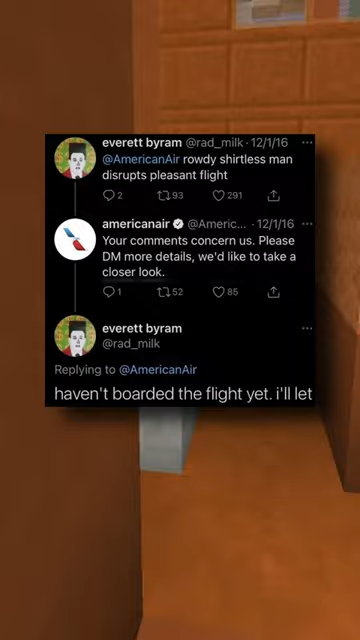 everett byram @rad_milk · 12/1/16
@AmericanAir rowdy shirtless man
disrupts pleasant flight
2 93 291
americanair @Americ... · 12/1/16
Your comments concern us. Please
DM more details, we'd like to take a
closer look.
1 52 85
everett byram
@rad_milk
Replying to @AmericanAir
haven't boarded the flight yet. i'll let